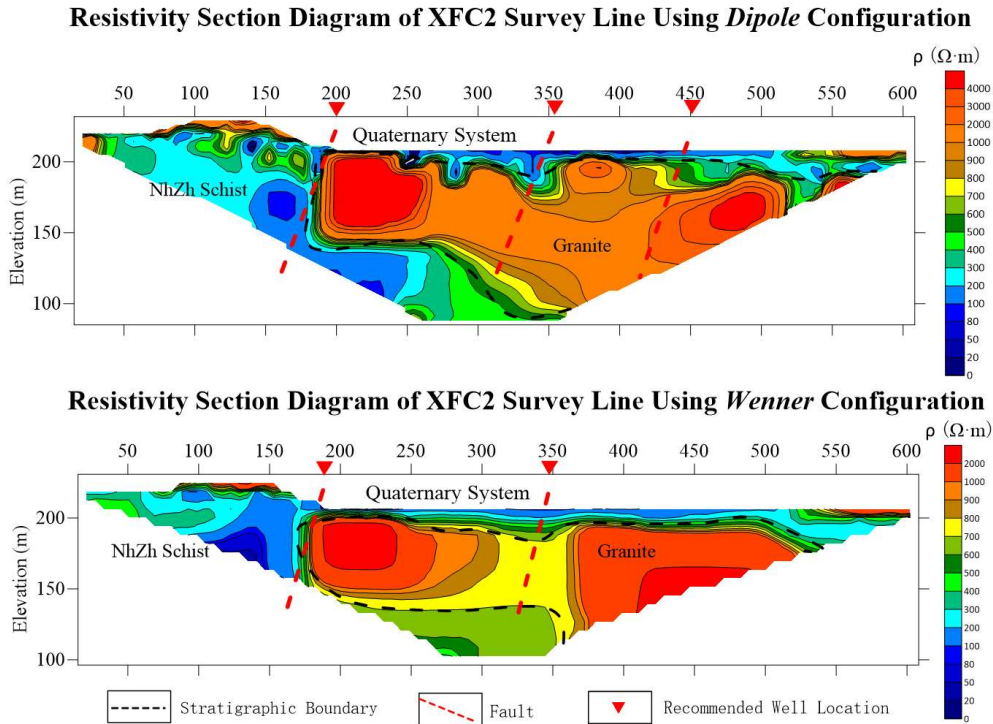 Resistivity Section Diagram of XFC2 Survey Line Using Dipole Configuration
ρ (Ω·m)
50 100 150 200 250 300 350 400 450 500 550 600
Quaternary System
NhZh Schist
Granite
Elevation (m)
200
150
100
4000
3000
2000
1000
900
800
700
600
500
400
300
200
100
80
50
20
0
Resistivity Section Diagram of XFC2 Survey Line Using Wenner Configuration
ρ (Ω·m)
50 100 150 200 250 300 350 400 450 500 550 600
Quaternary System
NhZh Schist
Granite
Elevation (m)
200
150
100
2000
1000
900
800
700
600
500
400
300
200
100
80
50
20
0
Stratigraphic Boundary
Fault
Recommended Well Location